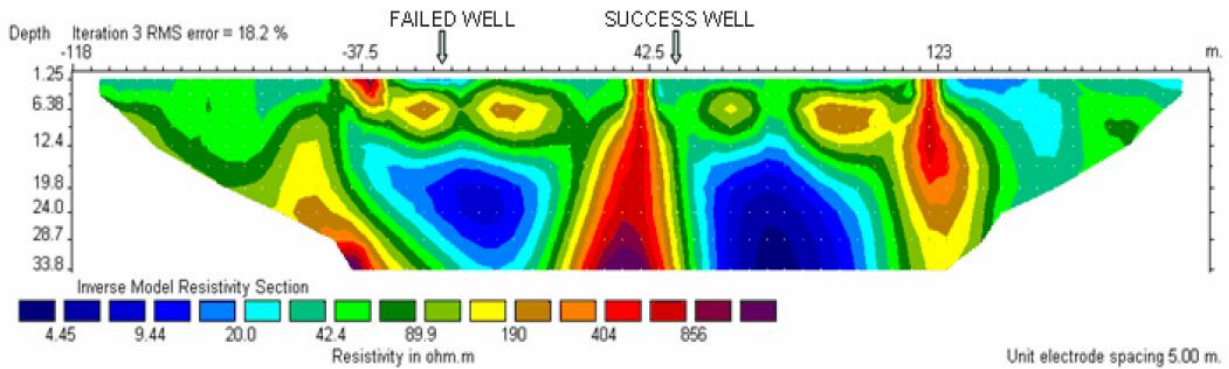 FAILED WELL SUCCESS WELL
Depth Iteration 3 RMS error = 18.2 %
-118 -37.5 42.5 123 m.
1.25
6.38
12.4
19.8
24.0
28.7
33.8
Inverse Model Resistivity Section
4.45 9.44 20.0 42.4 89.9 190 404 856
Resistivity in ohm.m Unit electrode spacing 5.00 m.